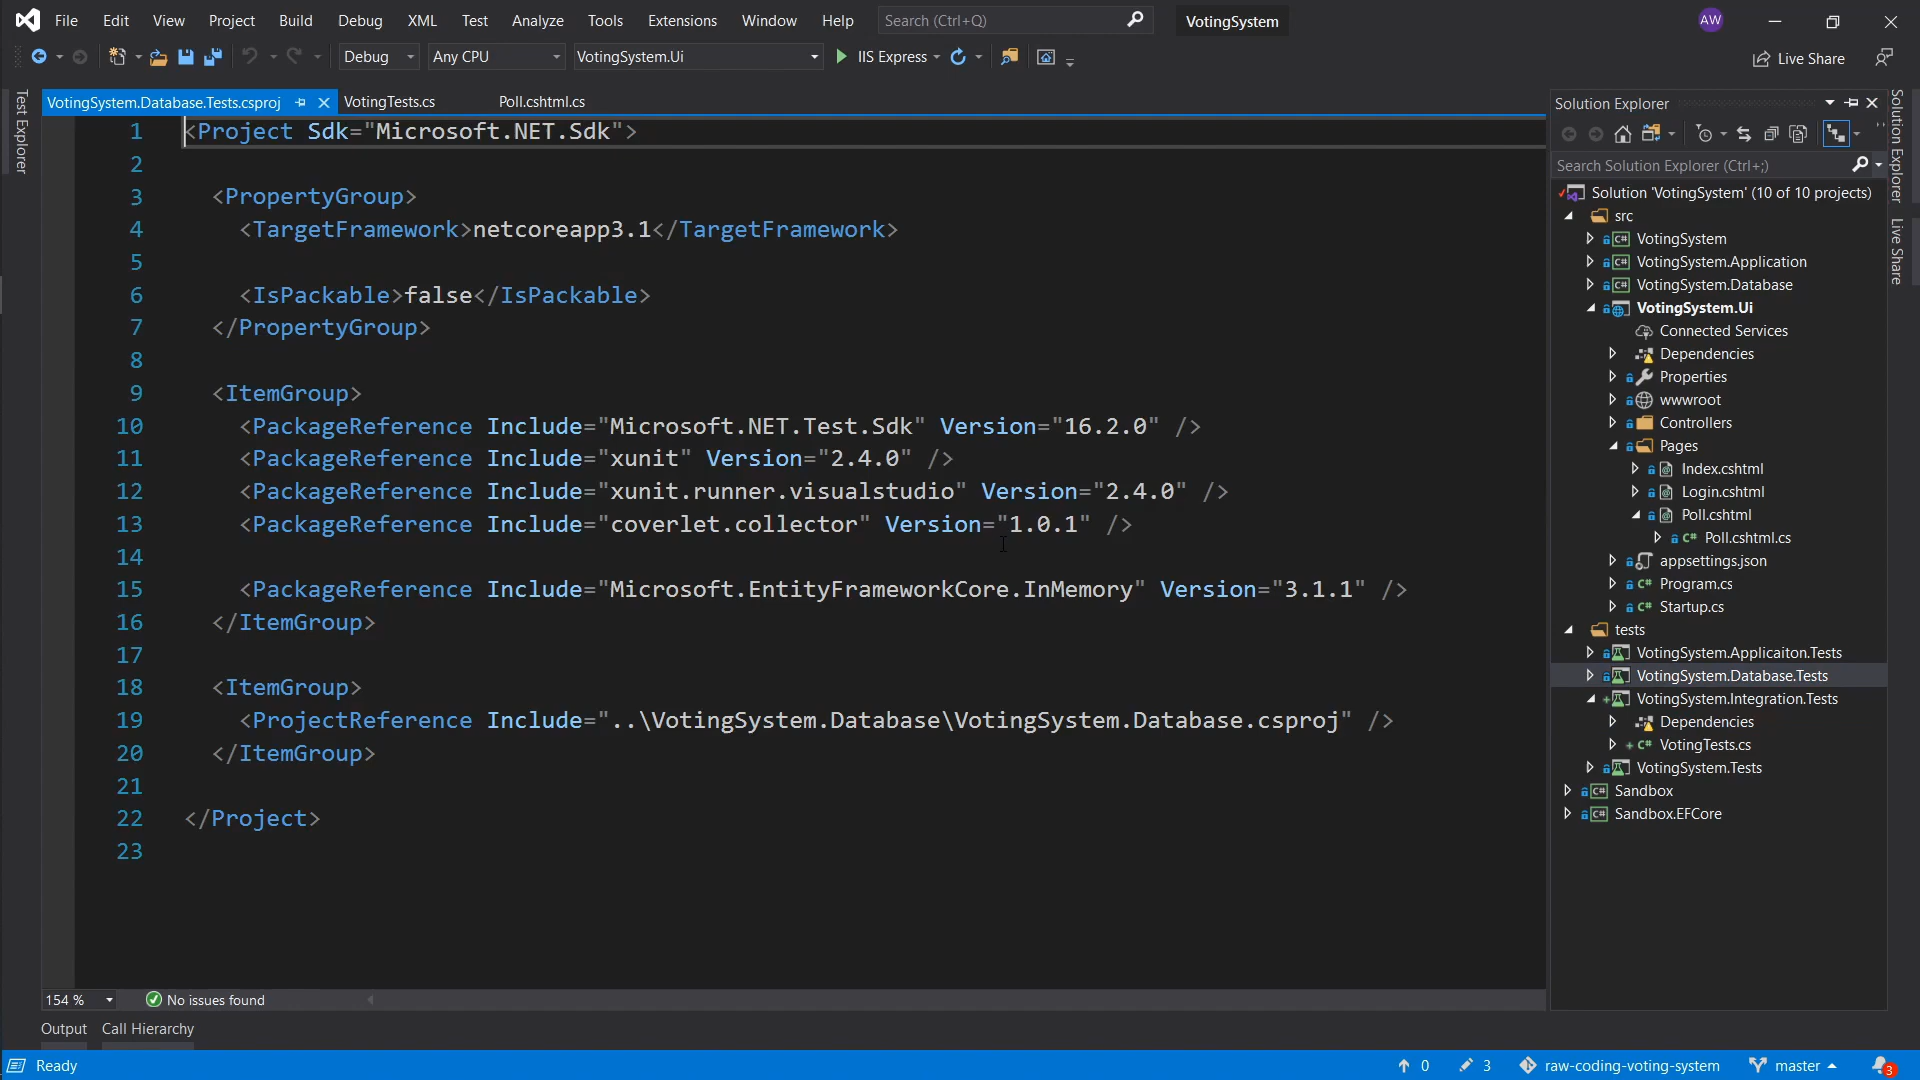 File Edit View Project Build Debug XML Test Analyze Tools Extensions Window Help Search (Ctrl+Q) VotingSystem AW
Debug Any CPU VotingSystem.Ui IIS Express Live Share
Test Explorer
VotingSystem.Database.Tests.csproj VotingTests.cs Poll.cshtml.cs
1 <Project Sdk="Microsoft.NET.Sdk">
2
3 <PropertyGroup>
4 <TargetFramework>netcoreapp3.1</TargetFramework>
5
6 <IsPackable>false</IsPackable>
7 </PropertyGroup>
8
9 <ItemGroup>
10 <PackageReference Include="Microsoft.NET.Test.Sdk" Version="16.2.0" />
11 <PackageReference Include="xunit" Version="2.4.0" />
12 <PackageReference Include="xunit.runner.visualstudio" Version="2.4.0" />
13 <PackageReference Include="coverlet.collector" Version="1.0.1" />
14
15 <PackageReference Include="Microsoft.EntityFrameworkCore.InMemory" Version="3.1.1" />
16 </ItemGroup>
17
18 <ItemGroup>
19 <ProjectReference Include="..\VotingSystem.Database\VotingSystem.Database.csproj" />
20 </ItemGroup>
21
22 </Project>
23
154 % No issues found
Output Call Hierarchy
Solution Explorer
Search Solution Explorer (Ctrl+;)
Solution 'VotingSystem' (10 of 10 projects)
src
VotingSystem
VotingSystem.Application
VotingSystem.Database
VotingSystem.Ui
Connected Services
Dependencies
Properties
wwwroot
Controllers
Pages
Index.cshtml
Login.cshtml
Poll.cshtml
Poll.cshtml.cs
appsettings.json
Program.cs
Startup.cs
tests
VotingSystem.Applicaiton.Tests
VotingSystem.Database.Tests
VotingSystem.Integration.Tests
Dependencies
VotingTests.cs
VotingSystem.Tests
Sandbox
Sandbox.EFCore
Solution Explorer
Live Share
Ready 0 3 raw-coding-voting-system master 3